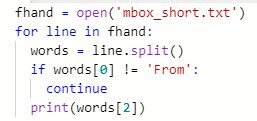 fhand = open('mbox_short.txt')
for line in fhand:
  words = line.split()
  if words[0] != 'From':
    continue
  print(words[2])